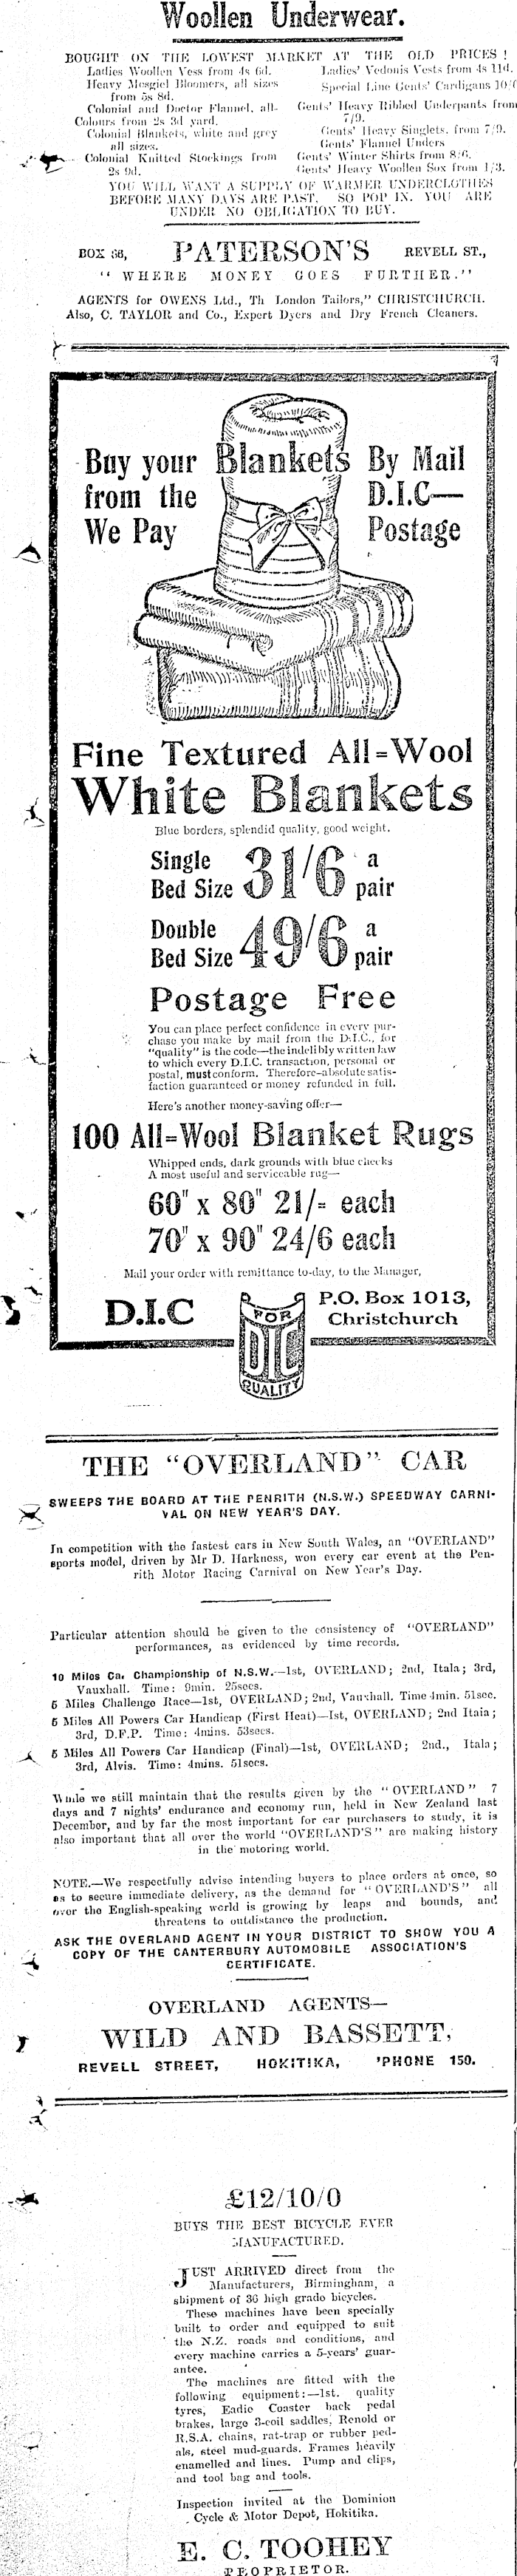 Woollen Underwear.
BOUGHT ON THE LOWEST MARKET AT THE OLD PRICES!
Ladies Woollen Vess from 4s 6d.
Heavy Mosgiel Bloomers, all sizes
from 5s 8d.
Colonial and Doctor Flannel, all
Colours from 2s 3d yard.
Colonial Blankets, white and grey
all sizes.
Colonial Knitted Stockings from
2s 9d.
Ladies' Vedonis Vests from 4s 11d.
Special Line Gents' Cardigans 10/6
Gents' Heavy Ribbed Underpants from
7/9.
Gents' Heavy Singlets, from 7/9.
Gents' Flannel Unders
Gents' Winter Shirts from 8/6.
Gents' Heavy Woollen Sox from 1/3.
YOU WILL WANT A SUPPLY OF WARMER UNDERCLOTHES
BEFORE MANY DAYS ARE PAST. SO POP IN. YOU ARE
UNDER NO OBLIGATION TO BUY.
BOX 36, PATERSON'S REVELL ST.,
"WHERE MONEY GOES FURTHER."
AGENTS for OWENS Ltd., Th London Tailors," CHRISTCHURCH.
Also, C. TAYLOR and Co., Expert Dyers and Dry French Cleaners.
Buy your Blankets By Mail
from the D.I.C—
We Pay Postage
Fine Textured All=Wool
White Blankets
Blue borders, splendid quality, good weight.
Single
Bed Size 31/6 a pair
Double
Bed Size 49/6 a pair
Postage Free
You can place perfect confidence in every pur-
chase you make by mail from the D.I.C., for
"quality" is the code—the indelibly written law
to which every D.I.C. transaction, personal or
postal, must conform. Therefore—absolute satis-
faction guaranteed or money refunded in full.
Here's another money-saving offer—
100 All=Wool Blanket Rugs
Whipped ends, dark grounds with blue checks
A most useful and serviceable rug—
60" x 80" 21/= each
70" x 90" 24/6 each
Mail your order with remittance to-day, to the Manager,
D.I.C
FOR
DIC
QUALITY
P.O. Box 1013,
Christchurch
THE "OVERLAND" CAR
SWEEPS THE BOARD AT THE PENRITH (N.S.W.) SPEEDWAY CARNI-
VAL ON NEW YEAR'S DAY.
In competition with the fastest cars in New South Wales, an "OVERLAND"
sports model, driven by Mr D. Harkness, won every car event at the Pen-
rith Motor Racing Carnival on New Year's Day.
Particular attention should be given to the consistency of "OVERLAND"
performances, as evidenced by time records.
10 Miles Car Championship of N.S.W.—1st, OVERLAND; 2nd, Itala; 3rd,
Vauxhall. Time: 9min. 25secs.
5 Miles Challenge Race—1st, OVERLAND; 2nd, Vauxhall. Time 4min. 51sec.
5 Miles All Powers Car Handicap (First Heat)—1st, OVERLAND; 2nd Itala;
3rd, D.F.P. Time: 4mins. 53secs.
5 Miles All Powers Car Handicap (Final)—1st, OVERLAND; 2nd., Itala;
3rd, Alvis. Time: 4mins. 51secs.
While we still maintain that the results given by the "OVERLAND" 7
days and 7 nights' endurance and economy run, held in New Zealand last
December, and by far the most important for car purchasers to study, it is
also important that all over the world "OVERLAND'S" are making history
in the motoring world.
NOTE.—We respectfully advise intending buyers to place orders at once, so
as to secure immediate delivery, as the demand for "OVERLAND'S" all
over the English-speaking world is growing by leaps and bounds, and
threatens to outdistance the production.
ASK THE OVERLAND AGENT IN YOUR DISTRICT TO SHOW YOU A
COPY OF THE CANTERBURY AUTOMOBILE ASSOCIATION'S
CERTIFICATE.
OVERLAND AGENTS—
WILD AND BASSETT,
REVELL STREET, HOKITIKA, 'PHONE 150.
£12/10/0
BUYS THE BEST BICYCLE EVER
MANUFACTURED.
JUST ARRIVED direct from the
Manufacturers, Birmingham, a
shipment of 36 high grade bicycles.
These machines have been specially
built to order and equipped to suit
the N.Z. roads and conditions, and
every machine carries a 5-years' guar-
antee.
The machines are fitted with the
following equipment:—1st. quality
tyres, Eadie Coaster back pedal
brakes, large 3-coil saddles, Renold or
R.S.A. chains, rat-trap or rubber ped-
als, steel mud-guards. Frames heavily
enamelled and lines. Pump and clips,
and tool bag and tools.
Inspection invited at the Dominion
Cycle & Motor Depot, Hokitika.
E. C. TOOHEY
PROPRIETOR.